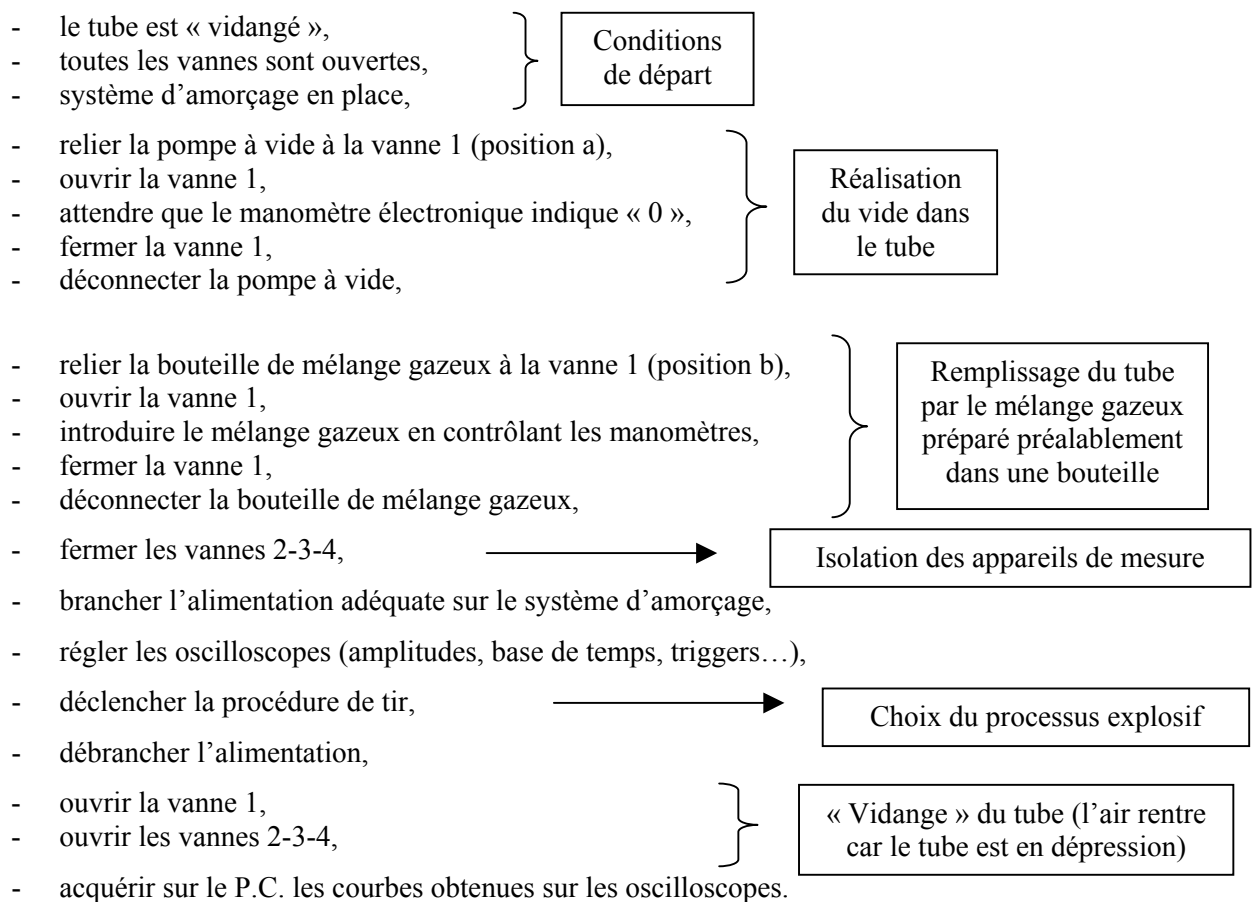 - le tube est « vidangé »,
- toutes les vannes sont ouvertes,
- système d’amorçage en place,
Conditions
de départ
- relier la pompe à vide à la vanne 1 (position a),
- ouvrir la vanne 1,
- attendre que le manomètre électronique indique « 0 »,
- fermer la vanne 1,
- déconnecter la pompe à vide,
Réalisation
du vide dans
le tube
- relier la bouteille de mélange gazeux à la vanne 1 (position b),
- ouvrir la vanne 1,
- introduire le mélange gazeux en contrôlant les manomètres,
- fermer la vanne 1,
- déconnecter la bouteille de mélange gazeux,
Remplissage du tube
par le mélange gazeux
préparé préalablement
dans une bouteille
- fermer les vannes 2-3-4,
Isolation des appareils de mesure
- brancher l’alimentation adéquate sur le système d’amorçage,
- régler les oscilloscopes (amplitudes, base de temps, triggers…),
- déclencher la procédure de tir,
Choix du processus explosif
- débrancher l’alimentation,
- ouvrir la vanne 1,
- ouvrir les vannes 2-3-4,
« Vidange » du tube (l’air rentre
car le tube est en dépression)
- acquérir sur le P.C. les courbes obtenues sur les oscilloscopes.